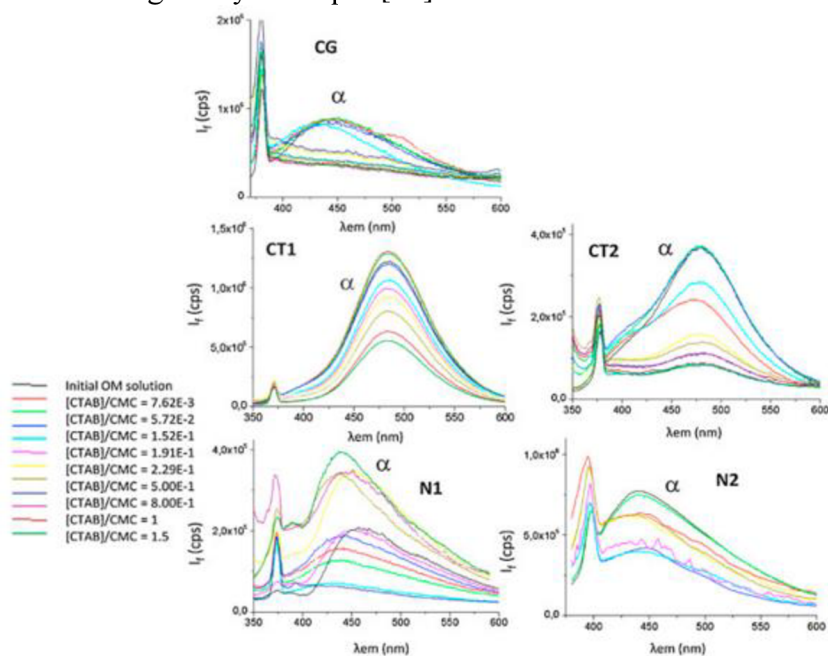 CG
α
I_f (cps)
2x10⁶
1x10⁶
0
400 450 500 550 600
λem (nm)
CT1
α
I_f (cps)
1,5x10⁶
1,0x10⁶
5,0x10⁵
0,0
350 400 450 500 550 600
λem (nm)
CT2
α
I_f (cps)
4,0x10⁵
2,0x10⁵
0,0
350 400 450 500 550 600
λem (nm)
Initial OM solution
[CTAB]/CMC = 7.62E-3
[CTAB]/CMC = 5.72E-2
[CTAB]/CMC = 1.52E-1
[CTAB]/CMC = 1.91E-1
[CTAB]/CMC = 2.29E-1
[CTAB]/CMC = 5.00E-1
[CTAB]/CMC = 8.00E-1
[CTAB]/CMC = 1
[CTAB]/CMC = 1.5
N1
α
I_f (cps)
4,0x10⁵
2,0x10⁵
0,0
350 400 450 500 550 600
λem (nm)
N2
α
I_f (cps)
1,0x10⁶
5,0x10⁵
0,0
400 450 500 550 600
λem (nm)